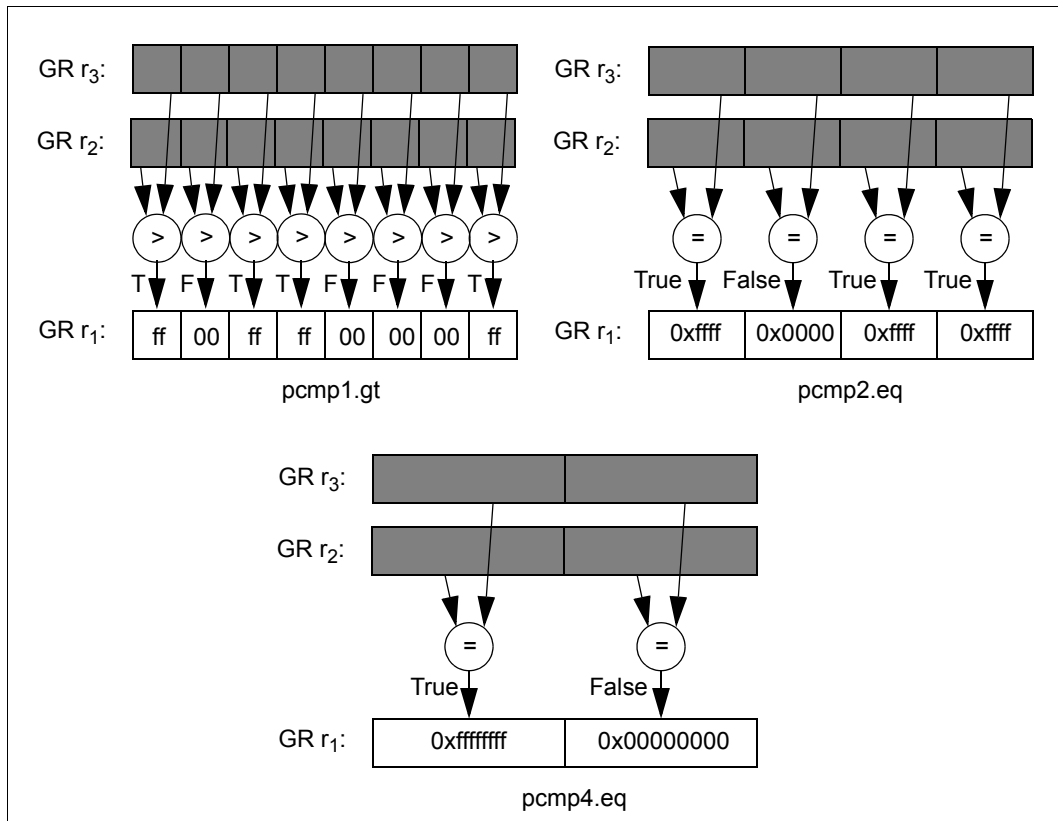 GR r3:
GR r2:
> > > > > > > >
T F T T F F F T
GR r1: ff 00 ff ff 00 00 00 ff
pcmp1.gt
GR r3:
GR r2:
= = = =
True False True True
GR r1: 0xffff 0x0000 0xffff 0xffff
pcmp2.eq
GR r3:
GR r2:
= =
True False
GR r1: 0xffffffff 0x00000000
pcmp4.eq